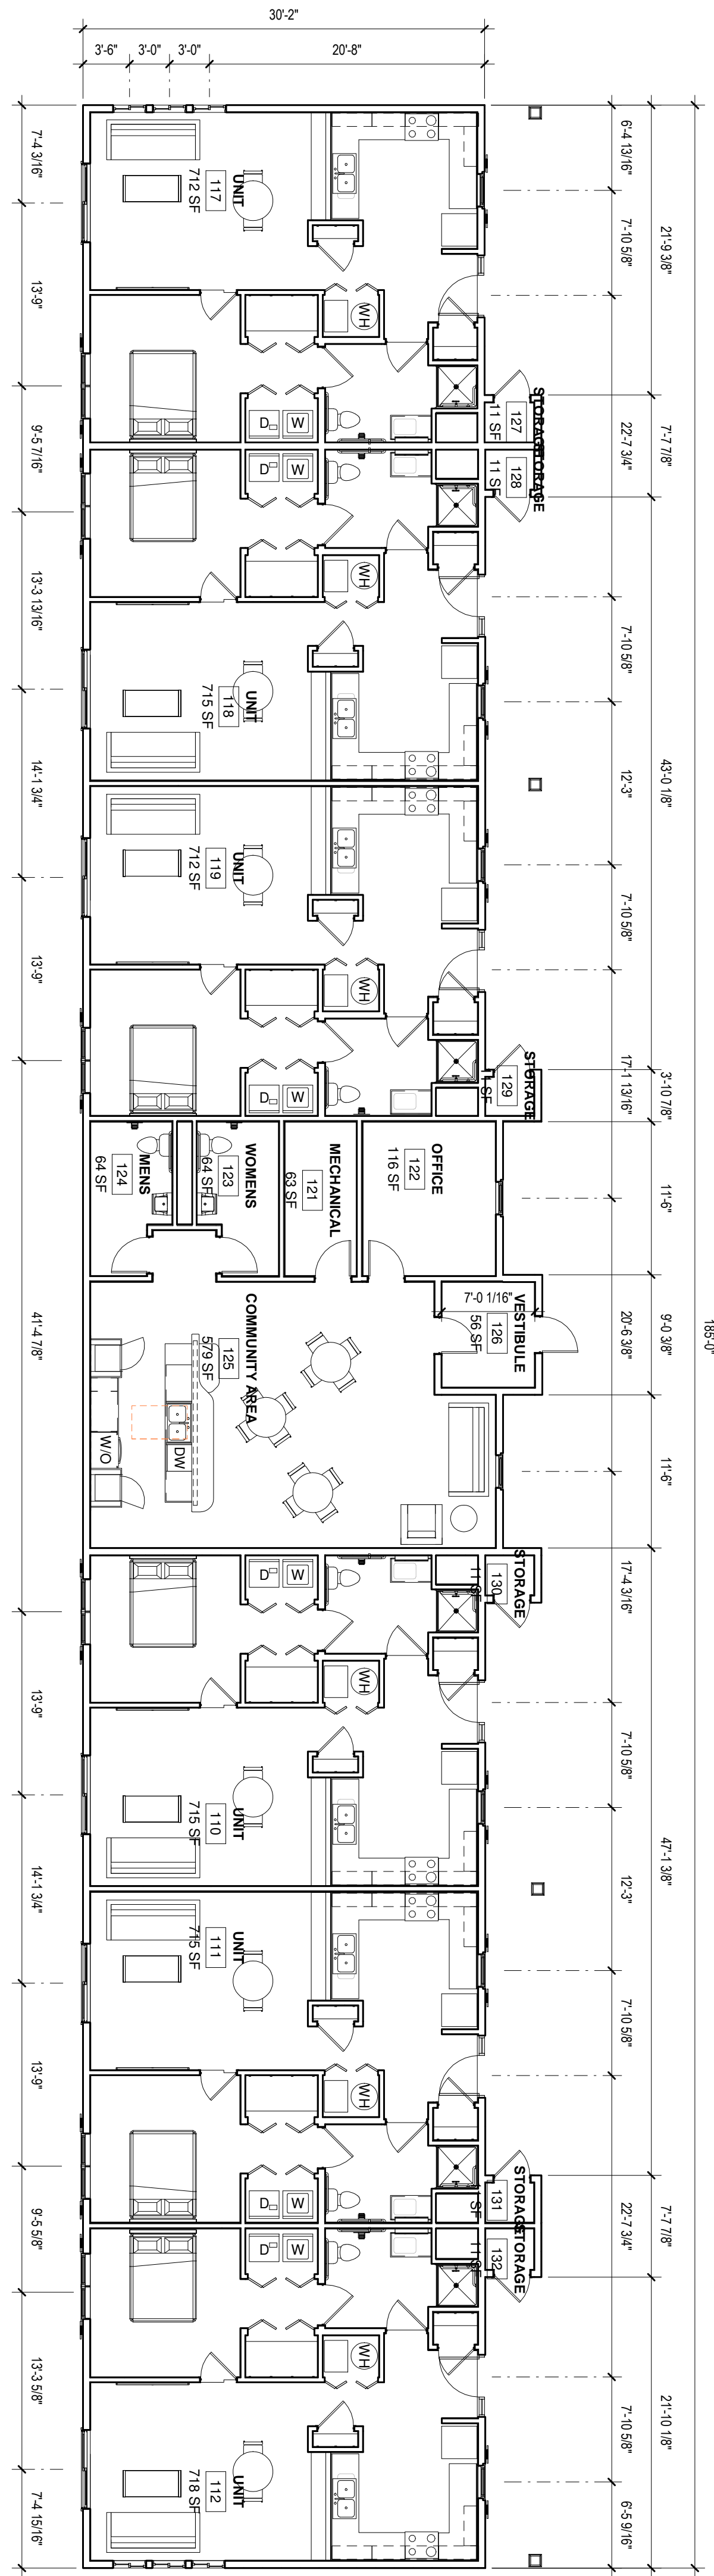 30'-2"
3'-6"
3'-0"
3'-0"
20'-8"
185'-0"
21'-9 3/8"
7'-7 7/8"
43'-0 1/8"
3'-10 7/8"
11'-6"
9'-0 3/8"
11'-6"
47'-1 3/8"
7'-7 7/8"
21'-10 1/8"
6'-4 13/16"
7'-10 5/8"
22'-7 3/4"
7'-10 5/8"
12'-3"
7'-10 5/8"
17'-1 13/16"
20'-6 3/8"
17'-4 3/16"
7'-10 5/8"
12'-3"
7'-10 5/8"
22'-7 3/4"
7'-10 5/8"
6'-5 9/16"
7'-4 3/16"
13'-9"
9'-5 7/16"
13'-3 13/16"
14'-1 3/4"
13'-9"
41'-4 7/8"
13'-9"
14'-1 3/4"
13'-9"
9'-5 5/8"
13'-3 5/8"
7'-4 15/16"
UNIT
117
712 SF
WH
D
W
STORAGE
127
11 SF
STORAGE
128
11 SF
D
W
WH
UNIT
118
715 SF
UNIT
119
712 SF
WH
D
W
STORAGE
129
SF
MENS
124
64 SF
WOMENS
123
64 SF
MECHANICAL
121
63 SF
OFFICE
122
116 SF
VESTIBULE
126
56 SF
7'-0 1/16"
COMMUNITY AREA
125
579 SF
DW
W/O
STORAGE
130
11 SF
D
W
WH
UNIT
110
715 SF
UNIT
111
715 SF
WH
D
W
STORAGE
131
SF
STORAGE
132
11 SF
D
W
WH
UNIT
112
718 SF